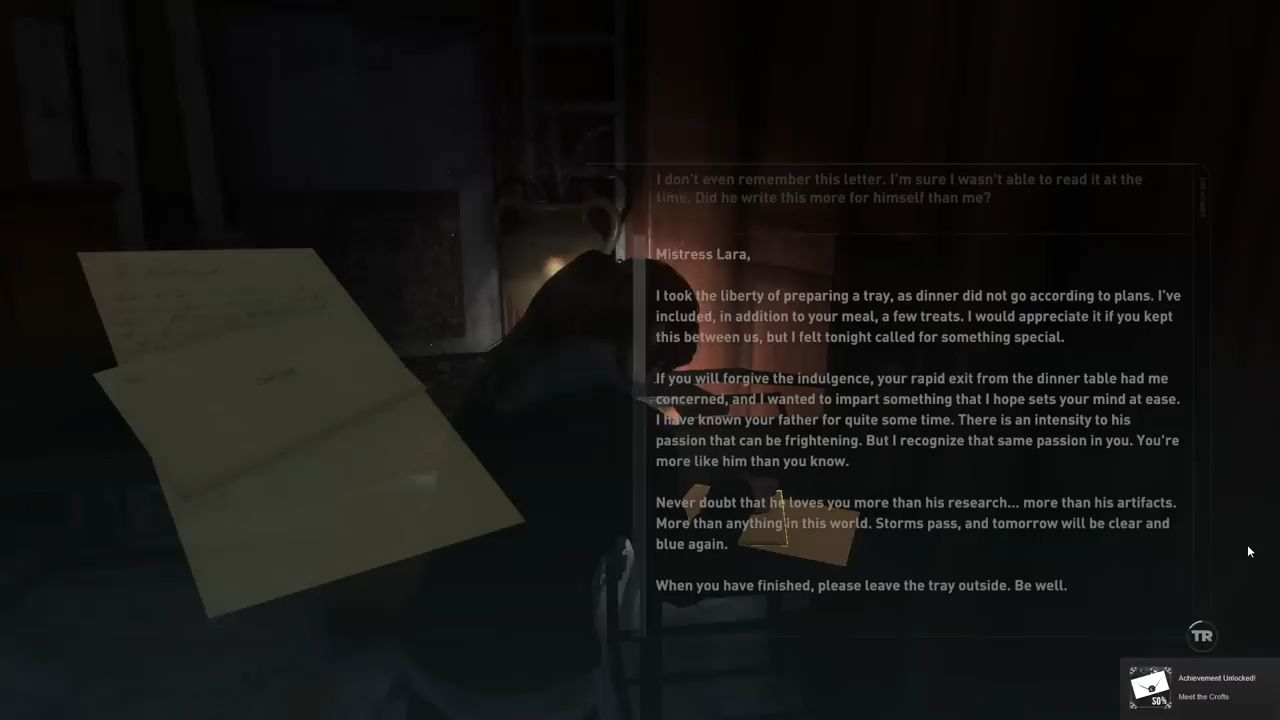 I don't even remember this letter. I'm sure I wasn't able to read it at the
time. Did he write this more for himself than me?
Mistress Lara,
I took the liberty of preparing a tray, as dinner did not go according to plans. I've
included, in addition to your meal, a few treats. I would appreciate it if you kept
this between us, but I felt tonight called for something special.
If you will forgive the indulgence, your rapid exit from the dinner table had me
concerned, and I wanted to impart something that I hope sets your mind at ease.
I have known your father for quite some time. There is an intensity to his
passion that can be frightening. But I recognize that same passion in you. You're
more like him than you know.
Never doubt that he loves you more than his research... more than his artifacts.
More than anything in this world. Storms pass, and tomorrow will be clear and
blue again.
When you have finished, please leave the tray outside. Be well.
TR
Achievement Unlocked!
50%
Meet the Crofts